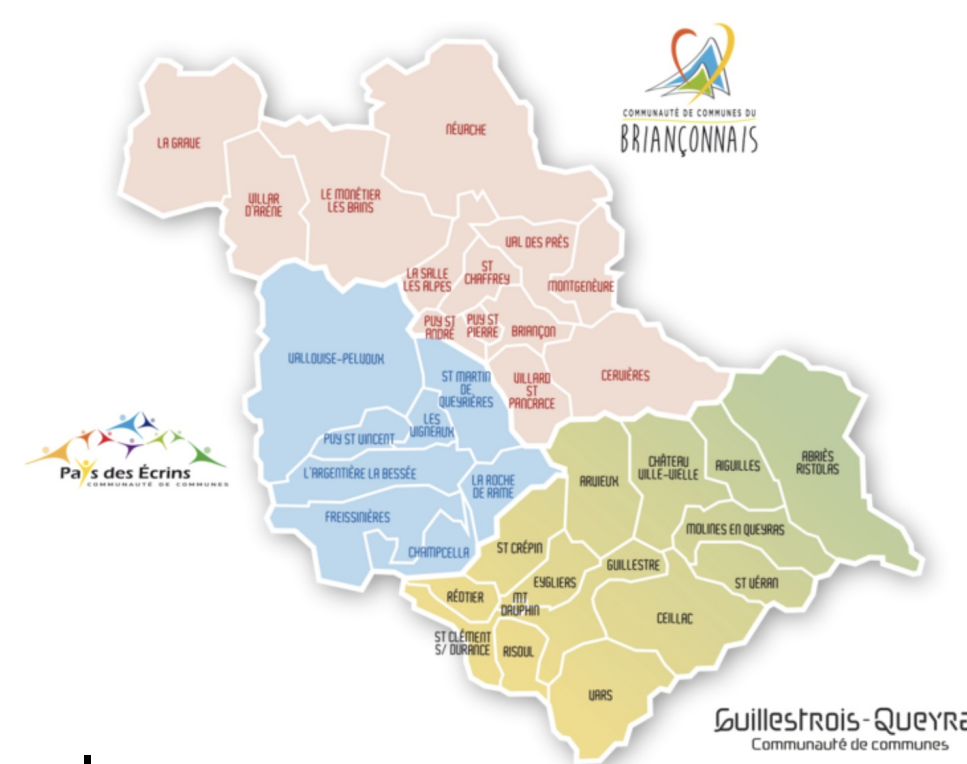 COMMUNAUTÉ DE COMMUNES DU
BRIANÇONNAIS
NÉVACHE
LA GRAVE
VILLAR
D'ARÈNE
LE MONÊTIER
LES BAINS
VAL DES PRÈS
LA SALLE
LES ALPES
ST
CHAFFREY
MONTGENÈVRE
PUY ST
ANDRÉ
PUY ST
PIERRE
BRIANÇON
VILLARD
ST
PANCRACE
CERVIÈRES
VALLOUISE-PELVOUX
ST MARTIN
DE
QUEYRIÈRES
LES
VIGNEAUX
PUY ST VINCENT
L'ARGENTIÈRE LA BESSÉE
LA ROCHE
DE RAME
FREISSINIÈRES
CHAMPCELLA
Pays des Écrins
COMMUNAUTÉ DE COMMUNES
ARVIEUX
CHÂTEAU
VILLE-VIELLE
AIGUILLES
ABRIÈS
RISTOLAS
MOLINES EN QUEYRAS
ST CRÉPIN
EYGLIERS
GUILLESTRE
ST VÉRAN
RÉOTIER
MT
DAUPHIN
CEILLAC
ST CLÉMENT
S/ DURANCE
RISOUL
VARS
Guillestrois-Queyra
Communauté de communes